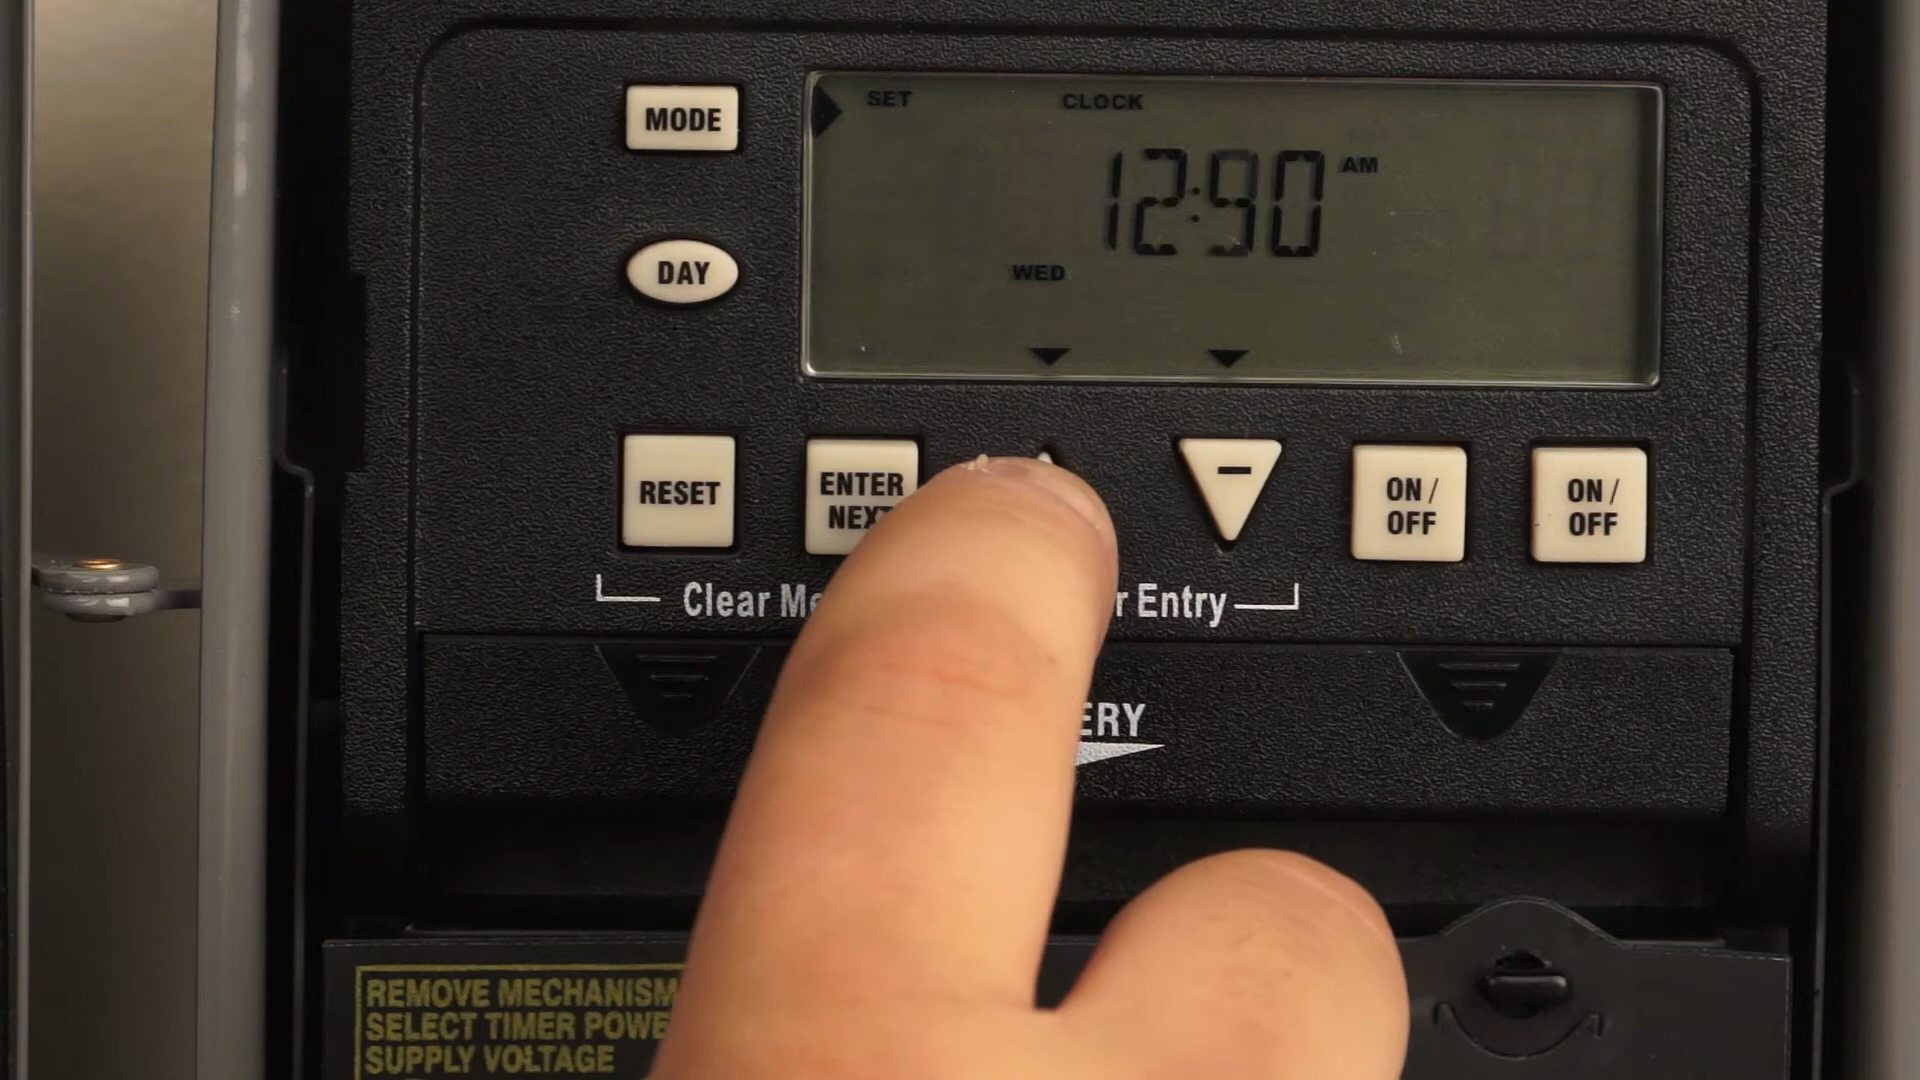 MODE
SET CLOCK
12:90 AM
DAY
WED
RESET
ENTER
–
ON /
OFF
ON /
OFF
Clear Entry
REMOVE MECHANISM
SELECT TIMER
SUPPLY VOLTAGE